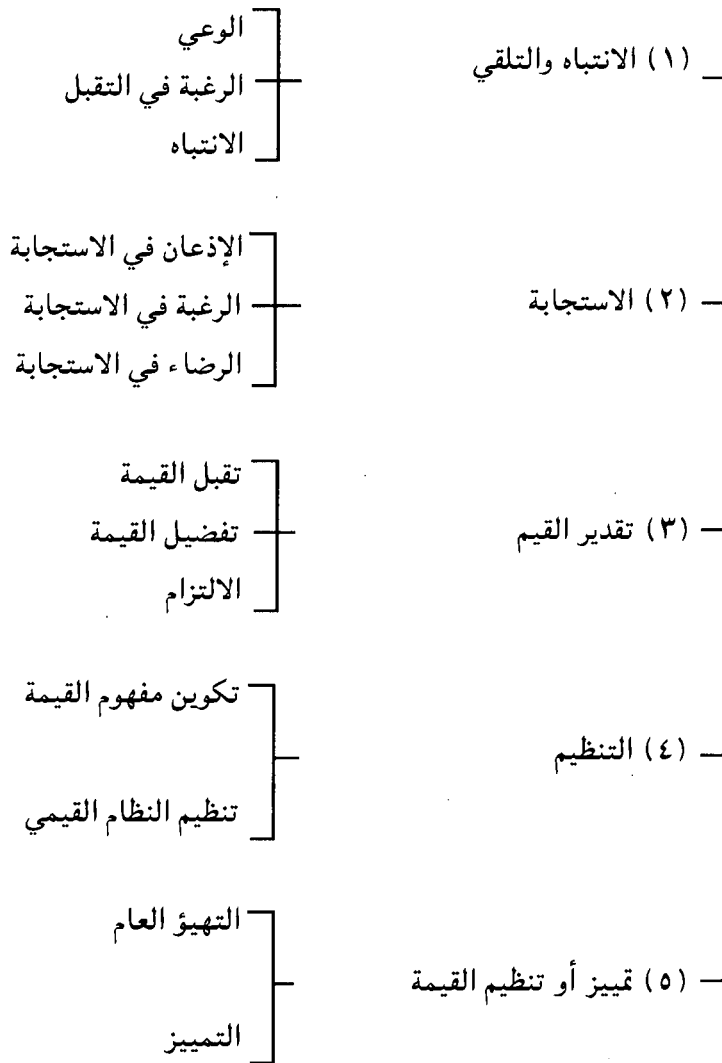 (١) الانتباه والتلقي
الوعي
الرغبة في التقبل
الانتباه
(٢) الاستجابة
الإذعان في الاستجابة
الرغبة في الاستجابة
الرضاء في الاستجابة
(٣) تقدير القيم
تقبل القيمة
تفضيل القيمة
الالتزام
(٤) التنظيم
تكوين مفهوم القيمة
تنظيم النظام القيمي
(٥) تمييز أو تنظيم القيمة
التهيؤ العام
التمييز